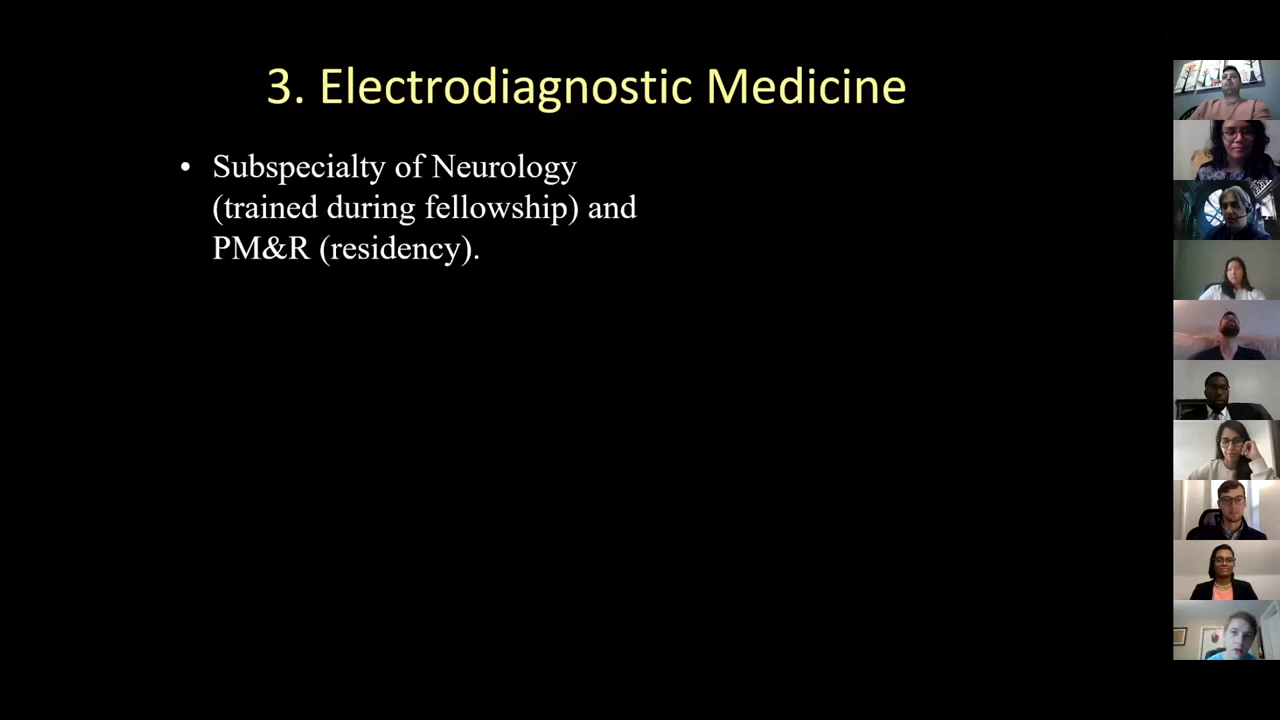 3. Electrodiagnostic Medicine
• Subspecialty of Neurology
(trained during fellowship) and
PM&R (residency).